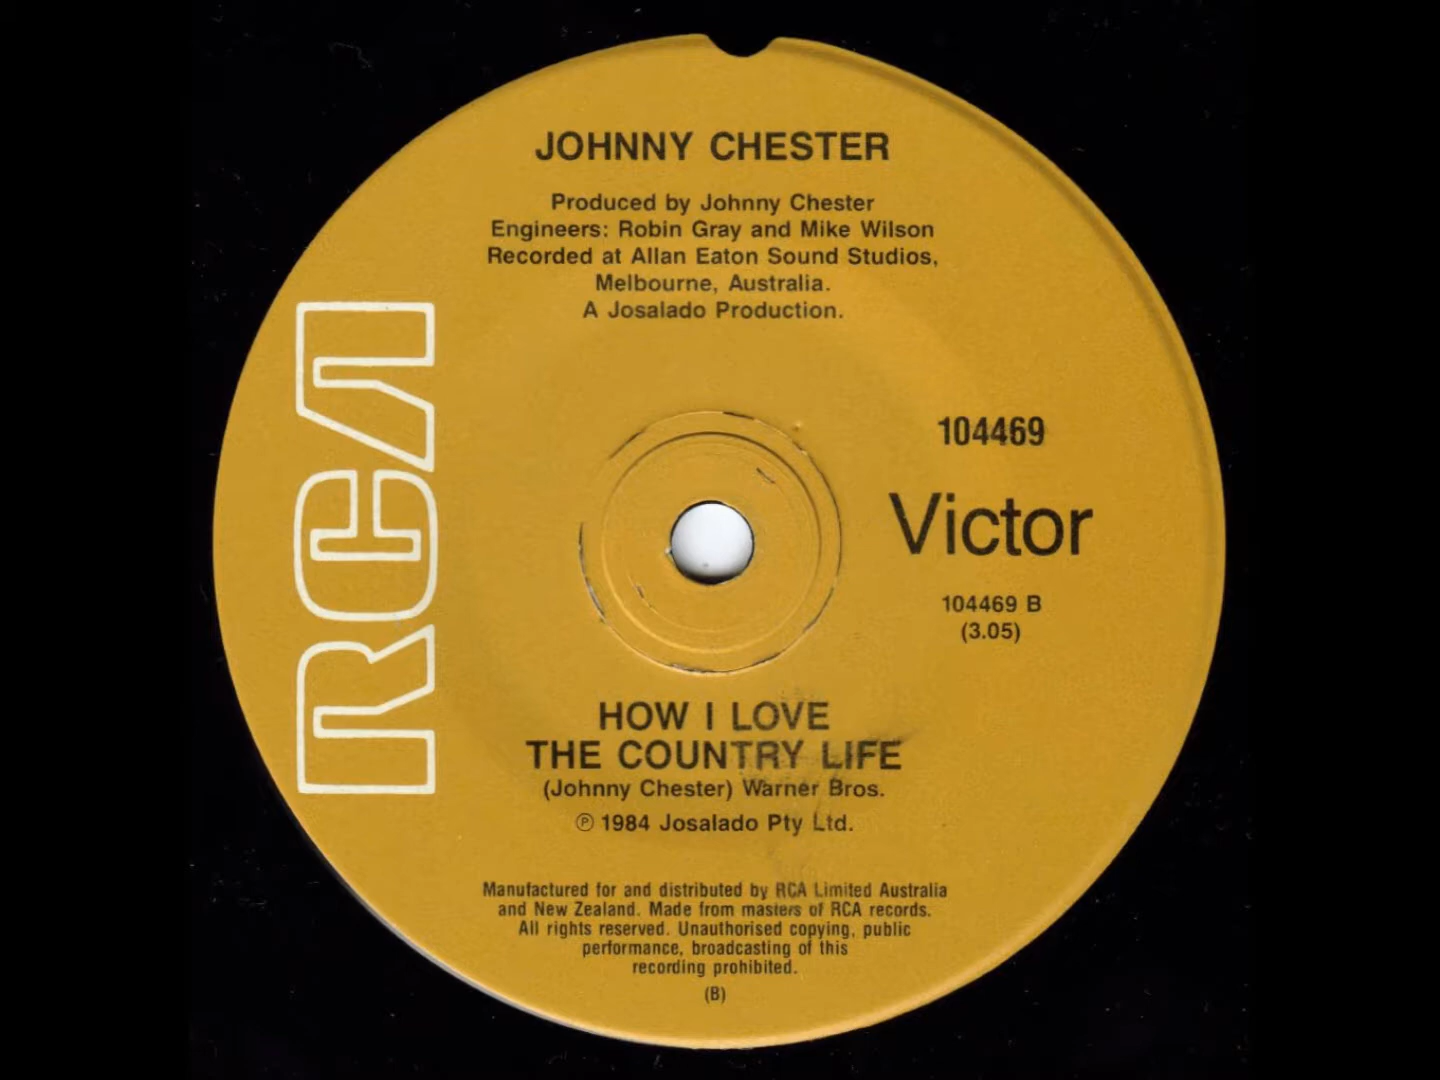 JOHNNY CHESTER
Produced by Johnny Chester
Engineers: Robin Gray and Mike Wilson
Recorded at Allan Eaton Sound Studios,
Melbourne, Australia.
A Josalado Production.
RCA
104469
Victor
104469 B
(3.05)
HOW I LOVE
THE COUNTRY LIFE
(Johnny Chester) Warner Bros.
℗ 1984 Josalado Pty Ltd.
Manufactured for and distributed by RCA Limited Australia
and New Zealand. Made from masters of RCA records.
All rights reserved. Unauthorised copying, public
performance, broadcasting of this
recording prohibited.
(B)